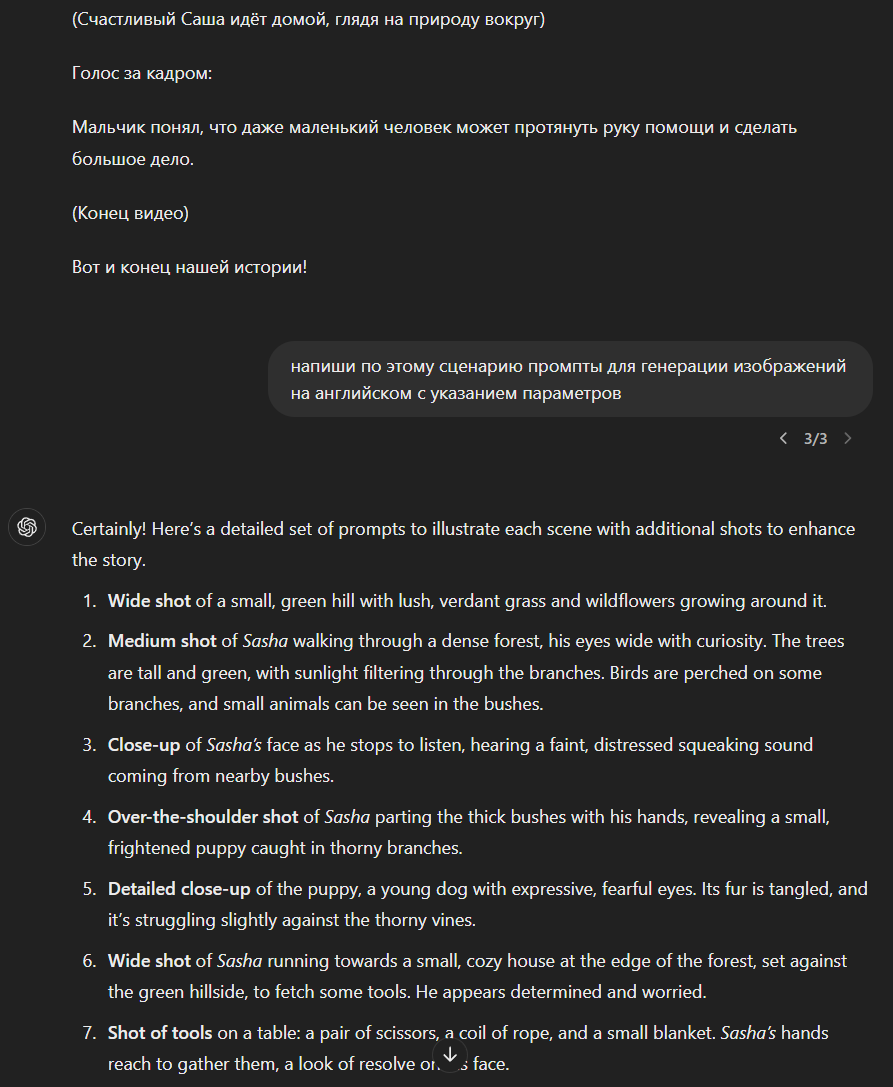 (Счастливый Саша идёт домой, глядя на природу вокруг)
Голос за кадром:
Мальчик понял, что даже маленький человек может протянуть руку помощи и сделать
большое дело.
(Конец видео)
Вот и конец нашей истории!
напиши по этому сценарию промпты для генерации изображений
на английском с указанием параметров
3/3
Certainly! Here's a detailed set of prompts to illustrate each scene with additional shots to enhance
the story.
1. Wide shot of a small, green hill with lush, verdant grass and wildflowers growing around it.
2. Medium shot of Sasha walking through a dense forest, his eyes wide with curiosity. The trees
are tall and green, with sunlight filtering through the branches. Birds are perched on some
branches, and small animals can be seen in the bushes.
3. Close-up of Sasha's face as he stops to listen, hearing a faint, distressed squeaking sound
coming from nearby bushes.
4. Over-the-shoulder shot of Sasha parting the thick bushes with his hands, revealing a small,
frightened puppy caught in thorny branches.
5. Detailed close-up of the puppy, a young dog with expressive, fearful eyes. Its fur is tangled, and
it's struggling slightly against the thorny vines.
6. Wide shot of Sasha running towards a small, cozy house at the edge of the forest, set against
the green hillside, to fetch some tools. He appears determined and worried.
7. Shot of tools on a table: a pair of scissors, a coil of rope, and a small blanket. Sasha's hands
reach to gather them, a look of resolve face.